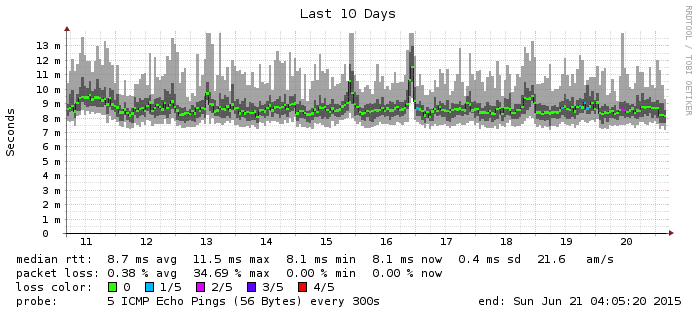 Last 10 Days
RRDTOOL / TOBI OETIKER
Seconds
13 m
12 m
11 m
10 m
9 m
8 m
7 m
6 m
5 m
4 m
3 m
2 m
1 m
0
11 12 13 14 15 16 17 18 19 20
median rtt: 8.7 ms avg 11.5 ms max 8.1 ms min 8.1 ms now 0.4 ms sd 21.6 am/s
packet loss: 0.38 % avg 34.69 % max 0.00 % min 0.00 % now
loss color: 0 1/5 2/5 3/5 4/5
probe: 5 ICMP Echo Pings (56 Bytes) every 300s end: Sun Jun 21 04:05:20 2015